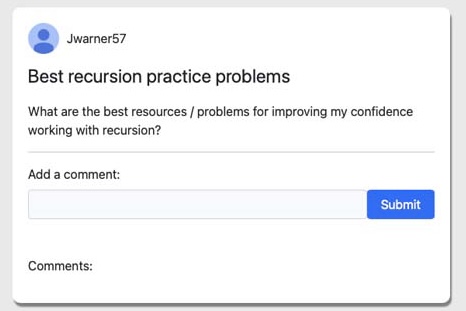 Jwarner57
Best recursion practice problems
What are the best resources / problems for improving my confidence
working with recursion?
Add a comment:
Submit
Comments: